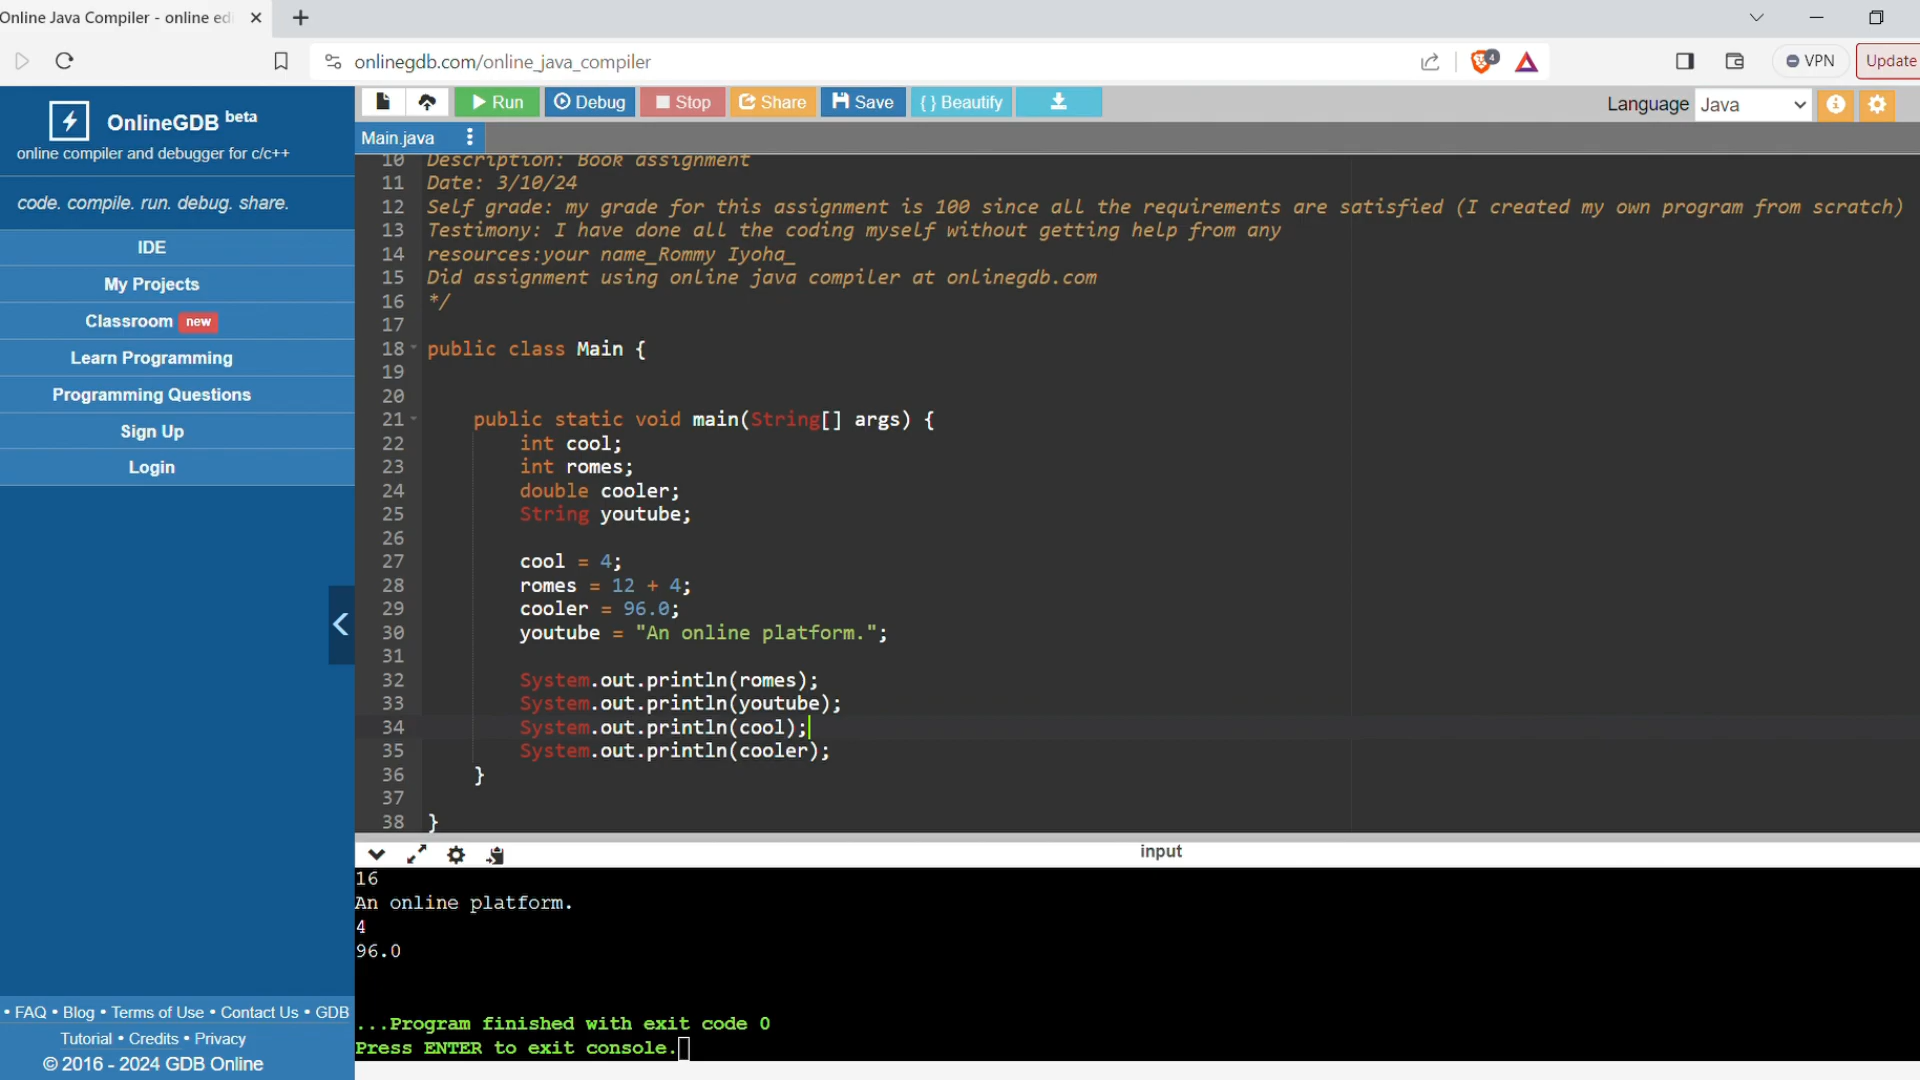 Online Java Compiler - online edi
onlinegdb.com/online_java_compiler
4
VPN
Update
OnlineGDB beta
online compiler and debugger for c/c++
code. compile. run. debug. share.
IDE
My Projects
Classroom new
Learn Programming
Programming Questions
Sign Up
Login
• FAQ • Blog • Terms of Use • Contact Us • GDB
Tutorial • Credits • Privacy
© 2016 - 2024 GDB Online
Run Debug Stop Share Save { } Beautify
Language Java
Main.java
10 Description: Book assignment
11 Date: 3/10/24
12 Self grade: my grade for this assignment is 100 since all the requirements are satisfied (I created my own program from scratch)
13 Testimony: I have done all the coding myself without getting help from any
14 resources:your name_Rommy Iyoha_
15 Did assignment using online java compiler at onlinegdb.com
16 */
17
18 public class Main {
19
20
21 public static void main(String[] args) {
22 int cool;
23 int romes;
24 double cooler;
25 String youtube;
26
27 cool = 4;
28 romes = 12 + 4;
29 cooler = 96.0;
30 youtube = "An online platform.";
31
32 System.out.println(romes);
33 System.out.println(youtube);
34 System.out.println(cool);
35 System.out.println(cooler);
36 }
37
38 }
input
16
An online platform.
4
96.0
...Program finished with exit code 0
Press ENTER to exit console.